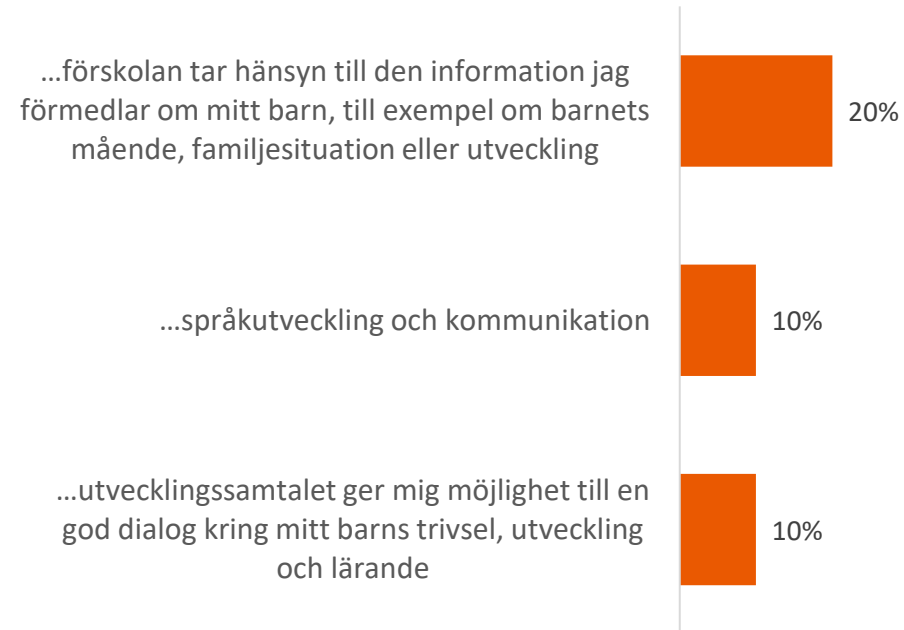 ...förskolan tar hänsyn till den information jag
förmedlar om mitt barn, till exempel om barnets
mående, familjesituation eller utveckling
20%
...språkutveckling och kommunikation
10%
...utvecklingssamtalet ger mig möjlighet till en
god dialog kring mitt barns trivsel, utveckling
och lärande
10%